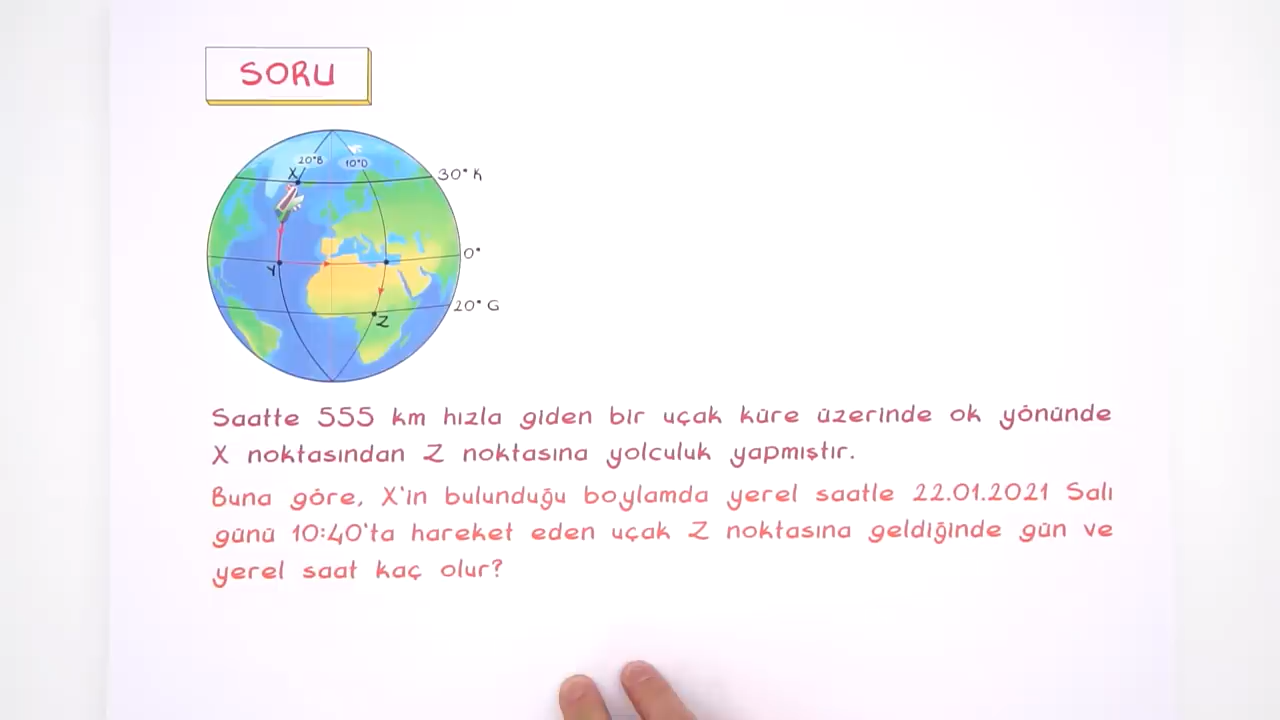 SORU
20°B 10°D
X
30° K
0°
Y
20° G
Z
Saatte 555 km hızla giden bir uçak küre üzerinde ok yönünde
X noktasından Z noktasına yolculuk yapmıştır.
Buna göre, X'in bulunduğu boylamda yerel saatle 22.01.2021 Salı
günü 10:40'ta hareket eden uçak Z noktasına geldiğinde gün ve
yerel saat kaç olur?